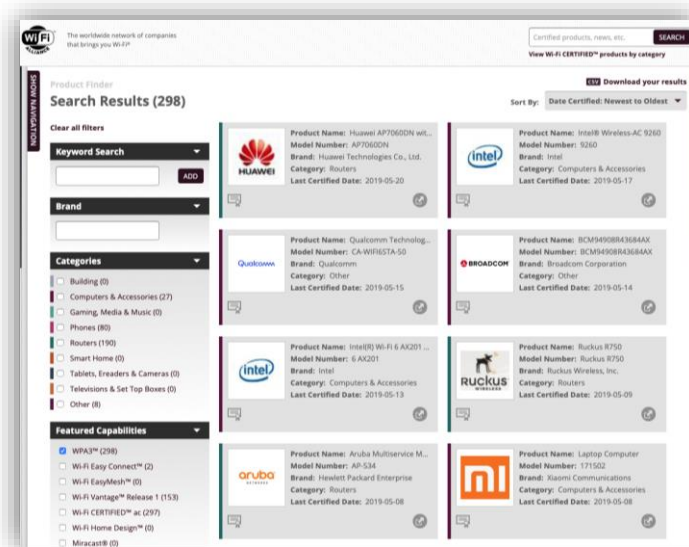 Wi Fi
ALLIANCE
The worldwide network of companies
that brings you Wi-Fi®
Certified products, news, etc.
SEARCH
View Wi-Fi CERTIFIED™ products by category
SHOW NAVIGATION
Product Finder
Search Results (298)
CSV Download your results
Sort By: Date Certified: Newest to Oldest
Clear all filters
Keyword Search
ADD
Brand
Categories
Building (0)
Computers & Accessories (27)
Gaming, Media & Music (0)
Phones (80)
Routers (190)
Smart Home (0)
Tablets, Ereaders & Cameras (0)
Televisions & Set Top Boxes (0)
Other (8)
Featured Capabilities
WPA3™ (298)
Wi-Fi Easy Connect™ (2)
Wi-Fi EasyMesh™ (0)
Wi-Fi Vantage™ Release 1 (153)
Wi-Fi CERTIFIED™ ac (297)
Wi-Fi Home Design™ (0)
Miracast® (0)
HUAWEI
Product Name: Huawei AP7060DN wit...
Model Number: AP7060DN
Brand: Huawei Technologies Co., Ltd.
Category: Routers
Last Certified Date: 2019-05-20
intel
Product Name: Intel® Wireless-AC 9260
Model Number: 9260
Brand: Intel
Category: Computers & Accessories
Last Certified Date: 2019-05-17
Qualcomm
Product Name: Qualcomm Technolog...
Model Number: CA-WIFI6STA-50
Brand: Qualcomm
Category: Other
Last Certified Date: 2019-05-15
BROADCOM
Product Name: BCM94908R43684AX
Model Number: BCM94908R43684AX
Brand: Broadcom Corporation
Category: Other
Last Certified Date: 2019-05-14
intel
Product Name: Intel(R) Wi-Fi 6 AX201 ...
Model Number: 6 AX201
Brand: Intel
Category: Computers & Accessories
Last Certified Date: 2019-05-13
Ruckus
WIRELESS
Product Name: Ruckus R750
Model Number: Ruckus R750
Brand: Ruckus Wireless, Inc.
Category: Routers
Last Certified Date: 2019-05-09
aruba
NETWORKS
Product Name: Aruba Multiservice M...
Model Number: AP-534
Brand: Hewlett Packard Enterprise
Category: Routers
Last Certified Date: 2019-05-08
mi
Product Name: Laptop Computer
Model Number: 171502
Brand: Xiaomi Communications
Category: Computers & Accessories
Last Certified Date: 2019-05-08